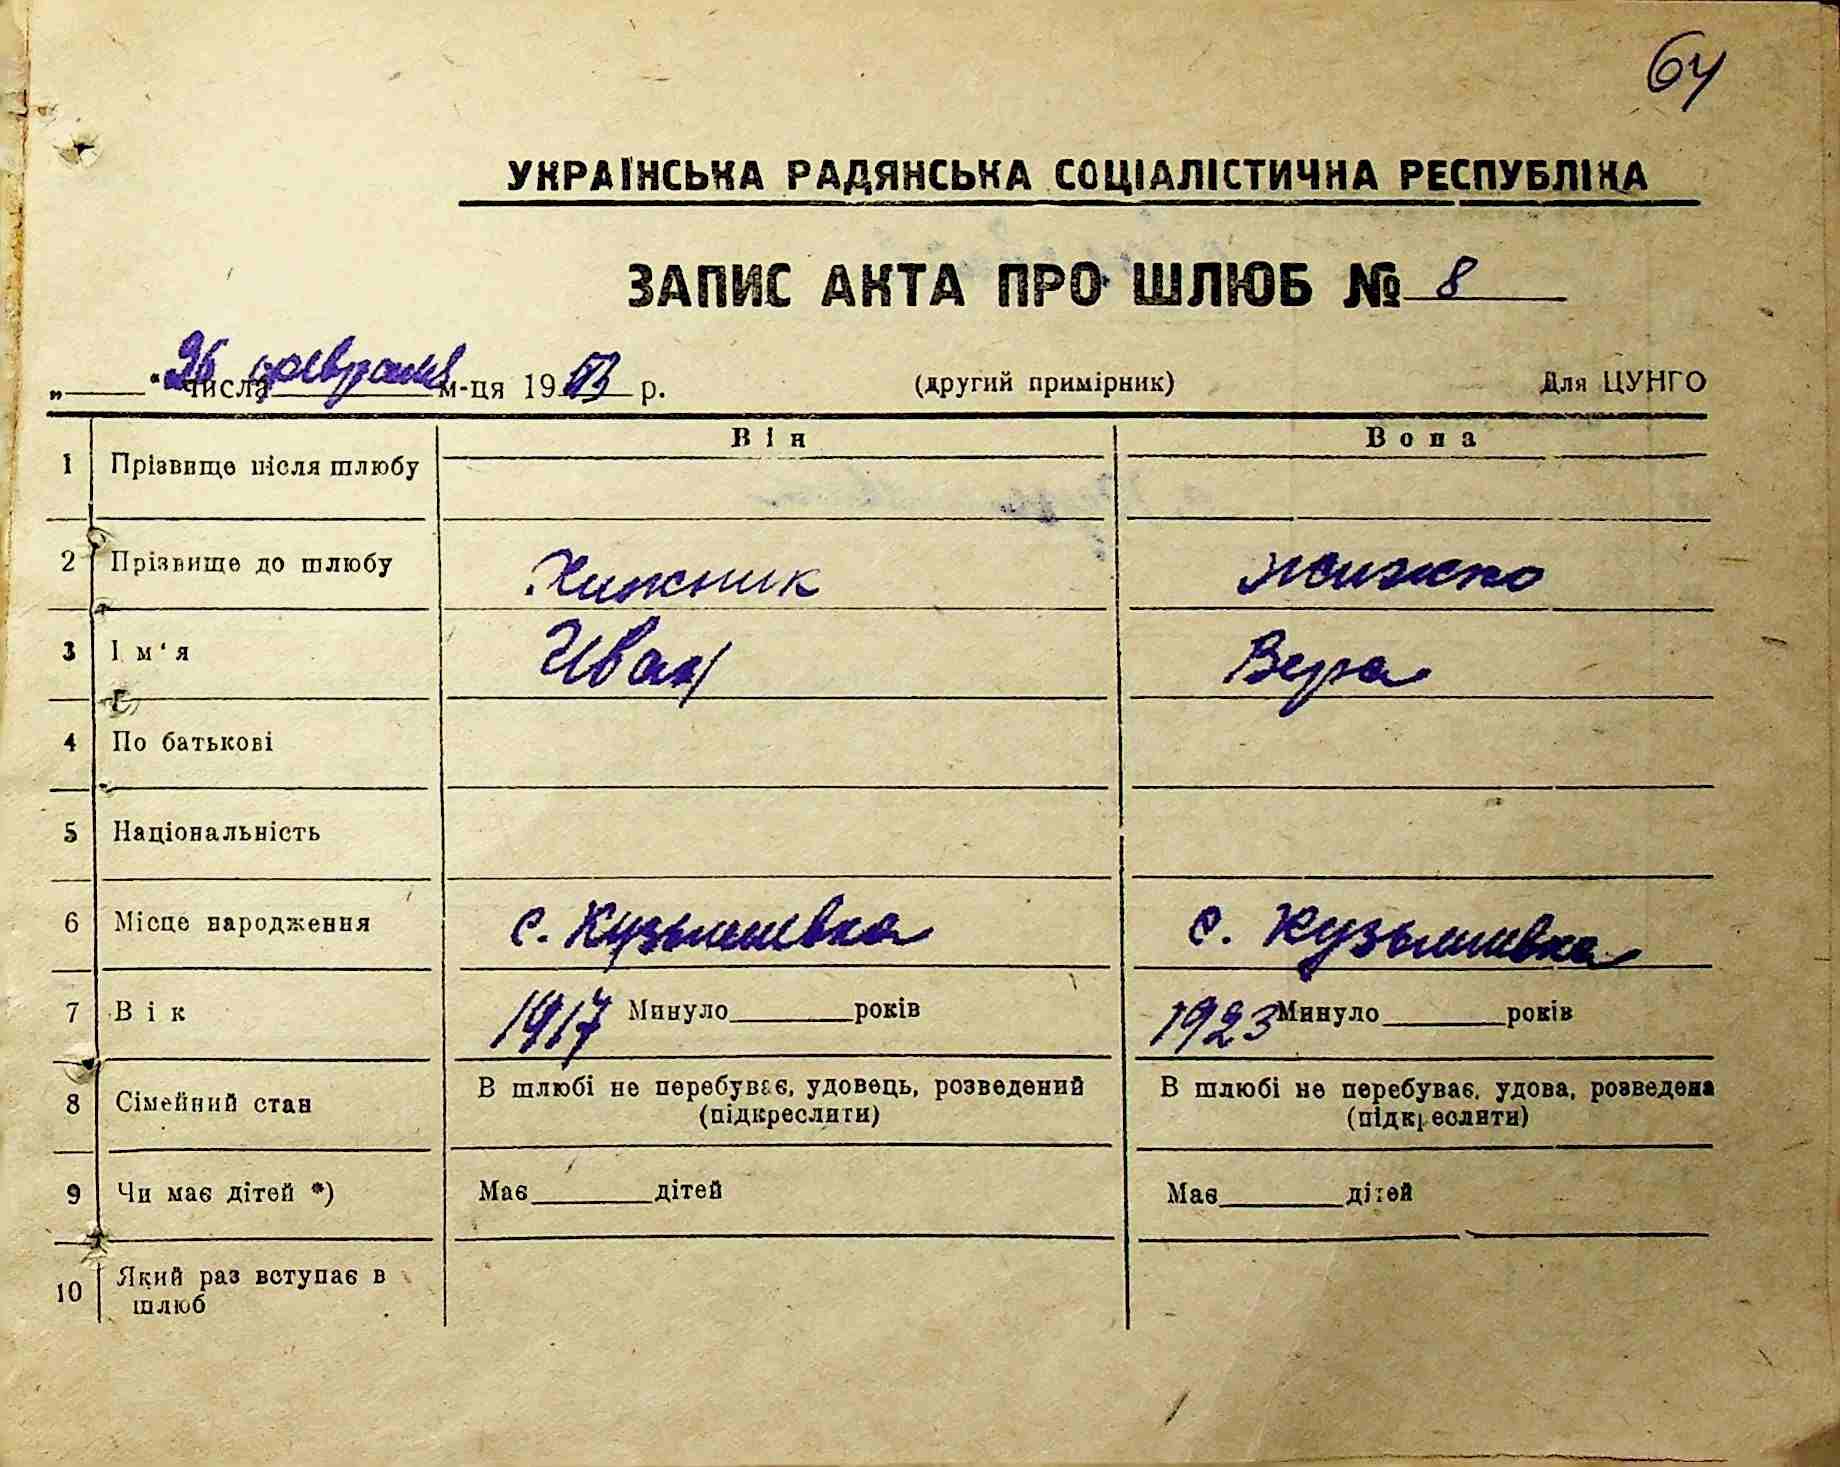 64
УКРАЇНСЬКА РАДЯНСЬКА СОЦІАЛІСТИЧНА РЕСПУБЛІКА
ЗАПИС АКТА ПРО ШЛЮБ № 8
„ " 26 числа февраля м-ця 19 р. (другий примірник) Для ЦУНГО
Він Вона
1 Прізвище після шлюбу
2 Прізвище до шлюбу Хижник Жижко
3 Ім'я Иван Вера
4 По батькові
5 Національність
6 Місце народження с. Кузьмивка с. Кузьмивка
7 Вік 1917 Минуло років 1923 Минуло років
8 Сімейний стан В шлюбі не перебуває, удовець, розведений (підкреслити) В шлюбі не перебуває, удова, розведена (підкреслити)
9 Чи має дітей *) Має дітей Має дітей
10 Який раз вступає в
шлюб